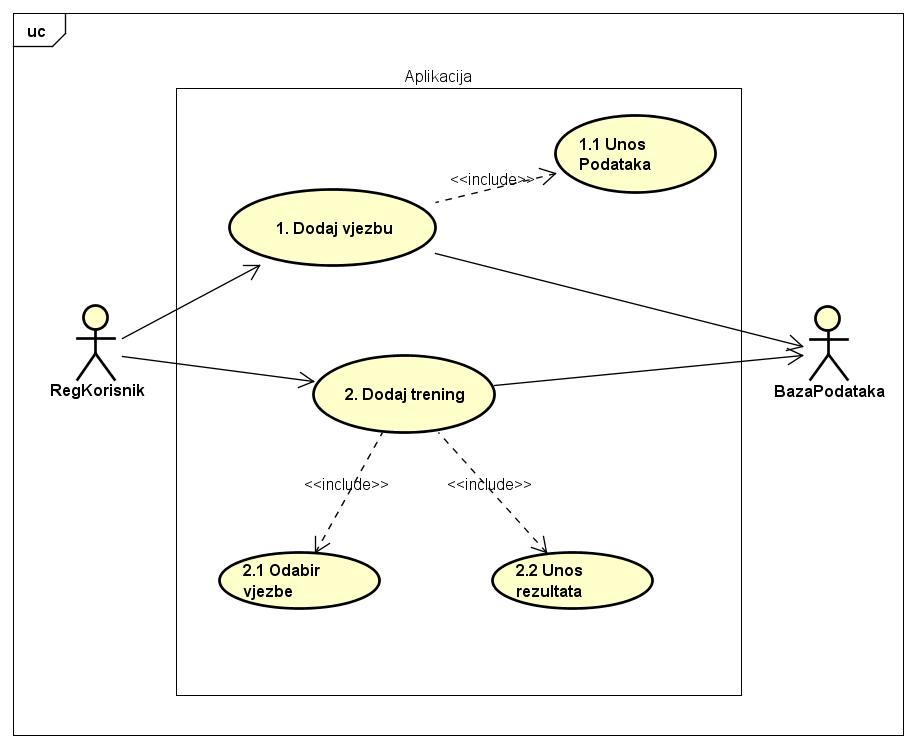 uc
Aplikacija
1.1 Unos
Podataka
<<include>>
1. Dodaj vjezbu
RegKorisnik
BazaPodataka
2. Dodaj trening
<<include>>
<<include>>
2.1 Odabir
vjezbe
2.2 Unos
rezultata